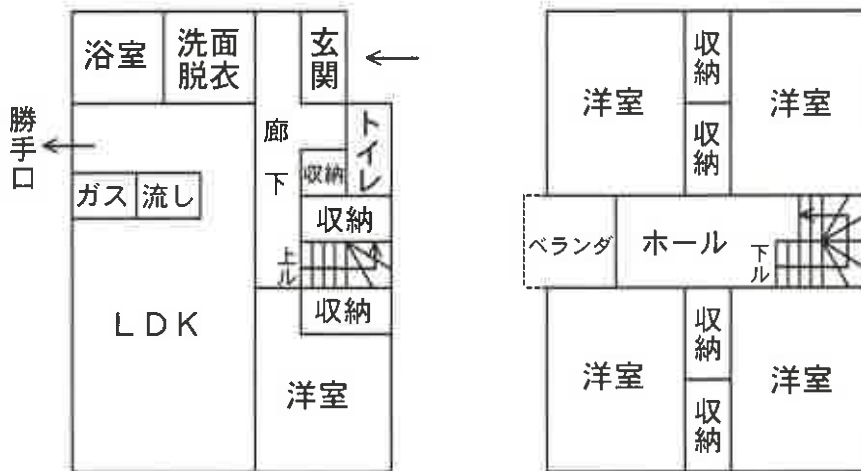 浴室
洗面
脱衣
玄関
勝手口
廊下
トイレ
ガス
流し
収納
収納
上ル
収納
LDK
洋室
洋室
収納
洋室
収納
ベランダ
ホール
下ル
洋室
収納
洋室
収納